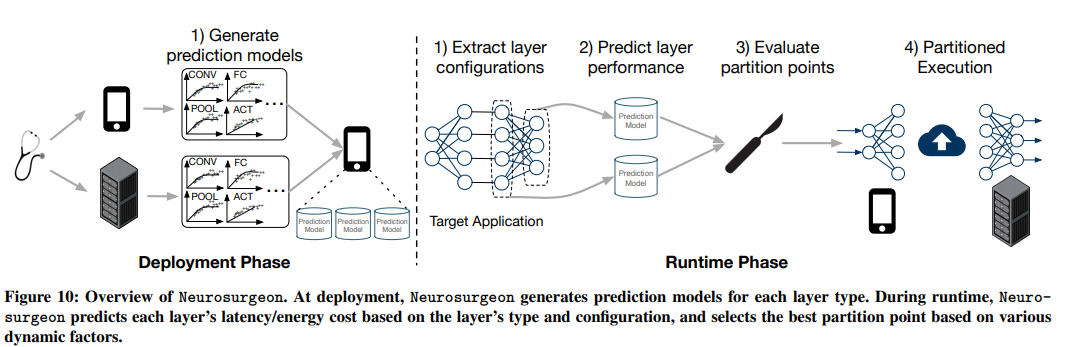 1) Generate
prediction models
CONV FC
POOL ACT
...
CONV FC
POOL ACT
...
Prediction
Model
Prediction
Model
Prediction
Model
Deployment Phase
1) Extract layer
configurations
Target Application
2) Predict layer
performance
Prediction
Model
Prediction
Model
3) Evaluate
partition points
4) Partitioned
Execution
Runtime Phase
Figure 10: Overview of Neurosurgeon. At deployment, Neurosurgeon generates prediction models for each layer type. During runtime, Neuro-
surgeon predicts each layer's latency/energy cost based on the layer's type and configuration, and selects the best partition point based on various
dynamic factors.